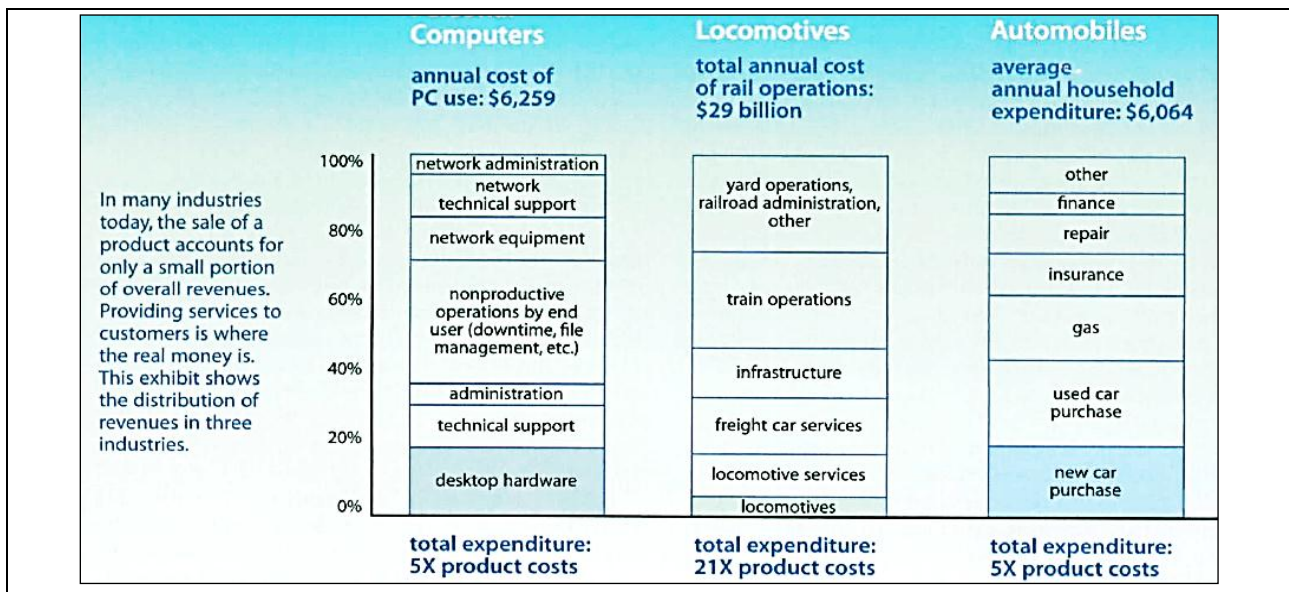 Computers
annual cost of
PC use: $6,259
Locomotives
total annual cost
of rail operations:
$29 billion
Automobiles
average
annual household
expenditure: $6,064
In many industries
today, the sale of a
product accounts for
only a small portion
of overall revenues.
Providing services to
customers is where
the real money is.
This exhibit shows
the distribution of
revenues in three
industries.
100%
80%
60%
40%
20%
0%
network administration
network
technical support
network equipment
nonproductive
operations by end
user (downtime, file
management, etc.)
administration
technical support
desktop hardware
yard operations,
railroad administration,
other
train operations
infrastructure
freight car services
locomotive services
locomotives
other
finance
repair
insurance
gas
used car
purchase
new car
purchase
total expenditure:
5X product costs
total expenditure:
21X product costs
total expenditure:
5X product costs